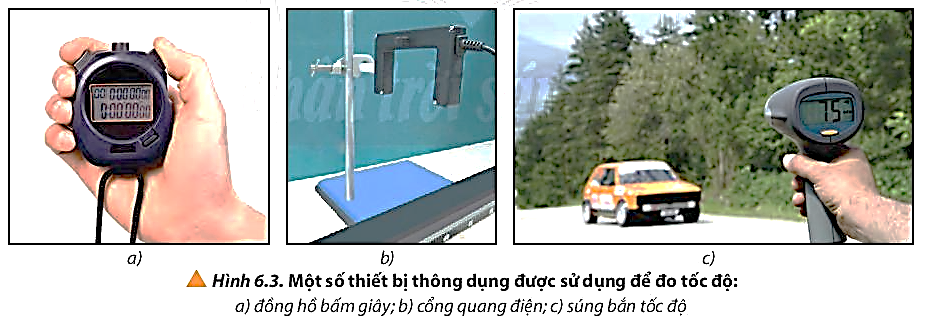 a)
b)
c)
Hình 6.3. Một số thiết bị thông dụng được sử dụng để đo tốc độ:
a) đồng hồ bấm giây; b) cổng quang điện; c) súng bắn tốc độ
75